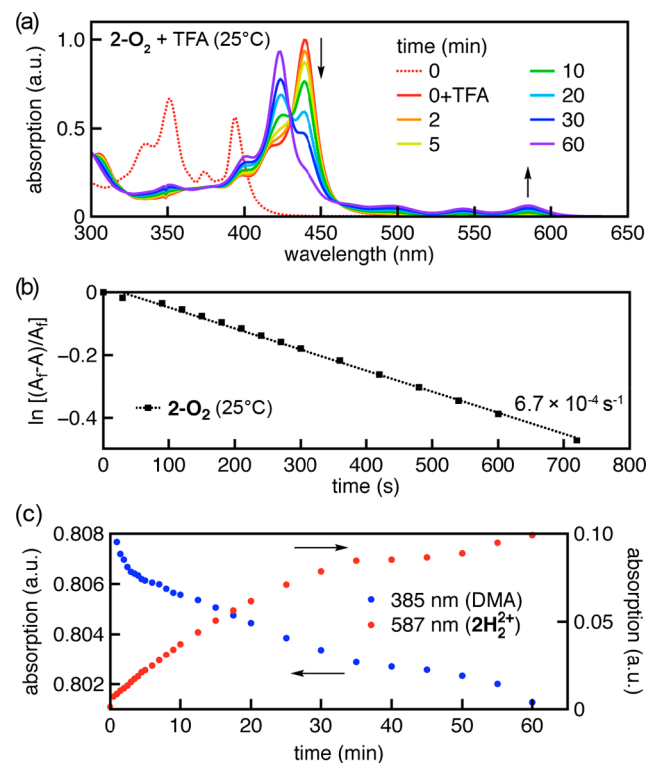 (a)
2-O₂ + TFA (25°C)
time (min)
0
0+TFA
2
5
10
20
30
60
1.0
0.5
0
absorption (a.u.)
300 350 400 450 500 550 600 650
wavelength (nm)
(b)
0
−0.2
−0.4
ln [(A_f-A)/A_f]
2-O₂ (25°C)
6.7 × 10⁻⁴ s⁻¹
0 100 200 300 400 500 600 700 800
time (s)
(c)
0.808
0.806
0.804
0.802
absorption (a.u.)
385 nm (DMA)
587 nm (2H₂²⁺)
0.10
0.05
0
absorption (a.u.)
0 10 20 30 40 50 60
time (min)